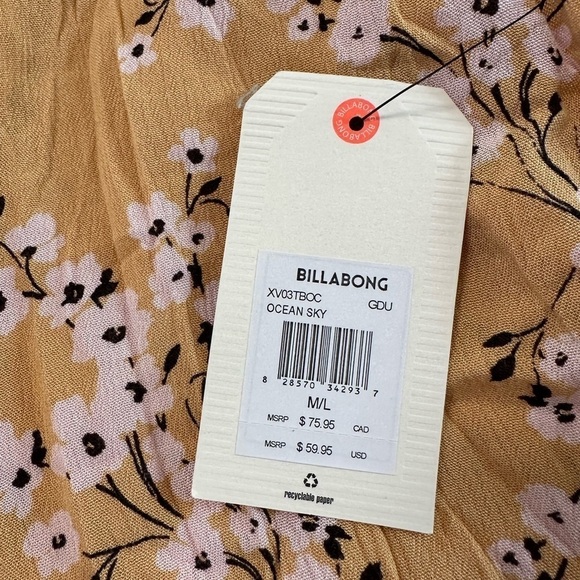 BILLABONG
BILLABONG
BILLABONG
XV03TBOC GDU
OCEAN SKY
8 28570 34293 7
M/L
MSRP $ 75.95 CAD
MSRP $ 59.95 USD
recyclable paper